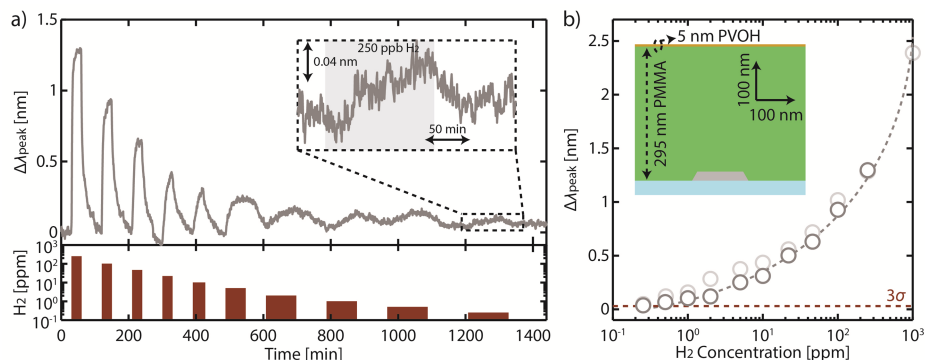 a)
1.5
1
0.5
0
Δλpeak [nm]
250 ppb H2
0.04 nm
50 min
10³
10²
10¹
10⁰
10⁻¹
H2 [ppm]
0 200 400 600 800 1000 1200 1400
Time [min]
b)
2.5
2.0
1.5
1.0
0.5
0
Δλpeak [nm]
5 nm PVOH
295 nm PMMA
100 nm
100 nm
3σ
10⁻¹ 10⁰ 10¹ 10² 10³
H2 Concentration [ppm]